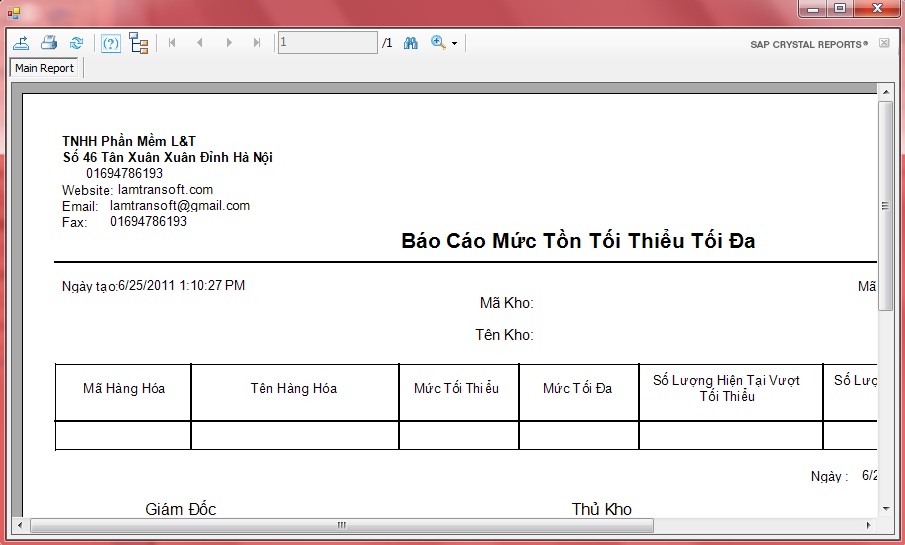 1 /1
SAP CRYSTAL REPORTS®
Main Report
TNHH Phần Mềm L&T
Số 46 Tân Xuân Xuân Đỉnh Hà Nội
01694786193
Website: lamtransoft.com
Email: lamtransoft@gmail.com
Fax: 01694786193
Báo Cáo Mức Tồn Tối Thiểu Tối Đa
Ngày tạo:6/25/2011 1:10:27 PM
Mã
Mã Kho:
Tên Kho:
Mã Hàng Hóa Tên Hàng Hóa Mức Tối Thiểu Mức Tối Đa Số Lượng Hiện Tại Vượt Số Lượ
Tối Thiểu
Ngày : 6/2
Giám Đốc Thủ Kho